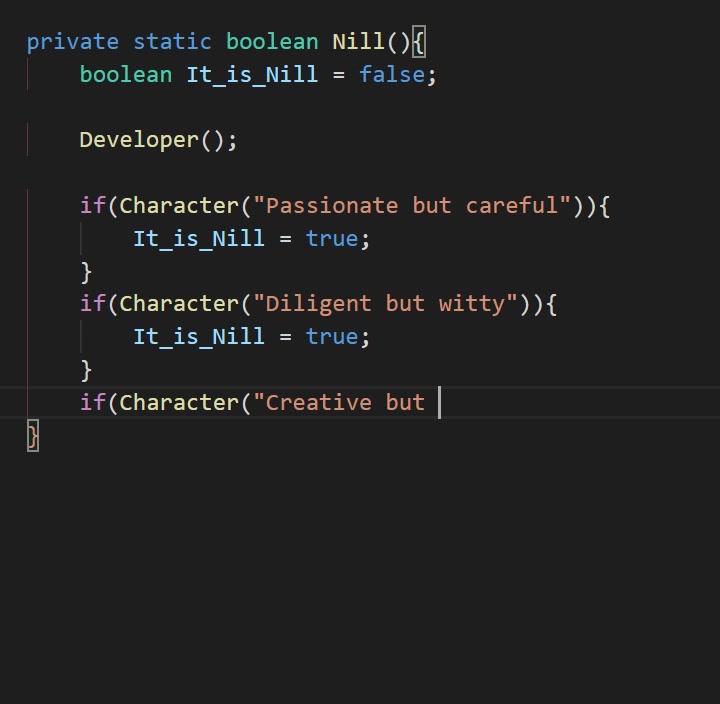 private static boolean Nill(){
boolean It_is_Nill = false;
Developer();
if(Character("Passionate but careful")){
It_is_Nill = true;
}
if(Character("Diligent but witty")){
It_is_Nill = true;
}
if(Character("Creative but
}